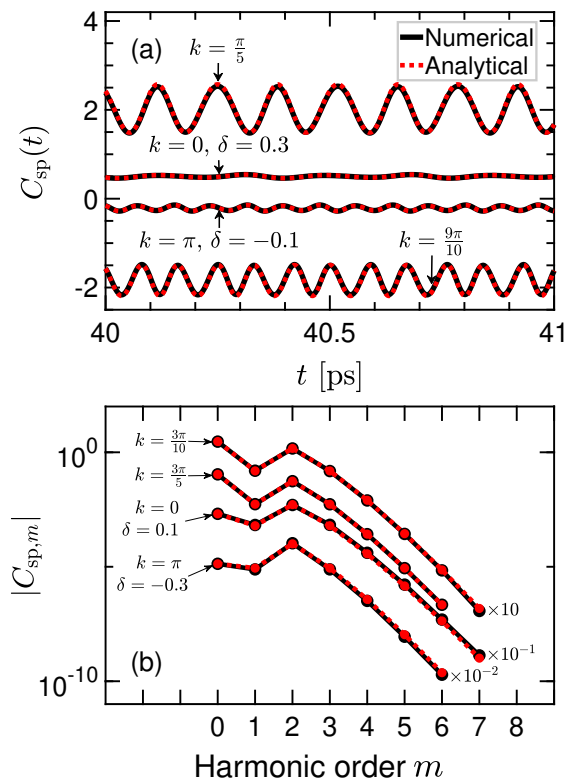 4
2
0
-2
C_sp(t)
(a)
k = π/5
Numerical
Analytical
k = 0, δ = 0.3
k = π, δ = −0.1
k = 9π/10
40
40.5
41
t [ps]
|C_sp,m|
10^0
10^-10
k = 3π/10
k = 3π/5
k = 0
δ = 0.1
k = π
δ = −0.3
×10
×10^−1
×10^−2
(b)
0 1 2 3 4 5 6 7 8
Harmonic order m